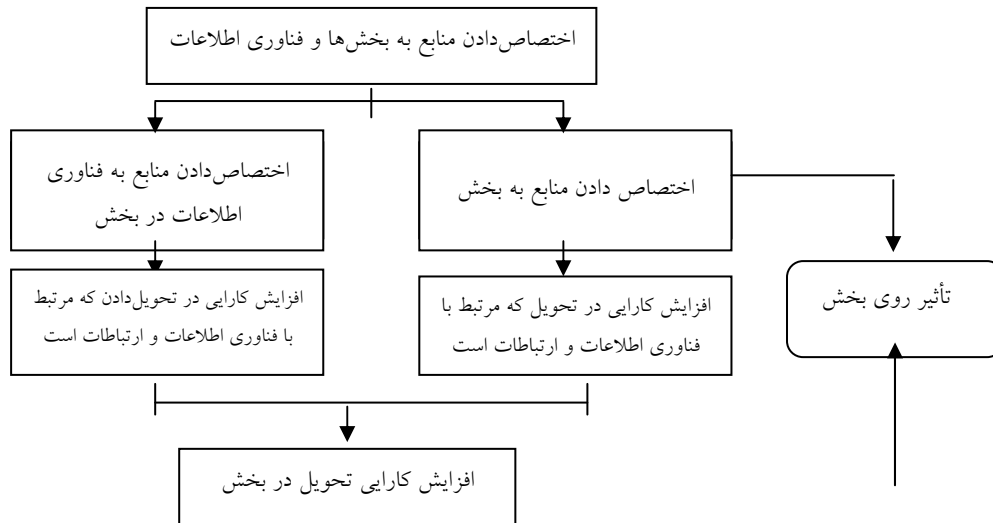 اختصاص‌دادن منابع به بخش‌ها و فناوری اطلاعات
اختصاص دادن منابع به بخش
اختصاص‌دادن منابع به فناوری
اطلاعات در بخش
تأثیر روی بخش
افزایش کارایی در تحویل که مرتبط با
فناوری اطلاعات و ارتباطات است
افزایش کارایی در تحویل‌دادن که مرتبط
با فناوری اطلاعات و ارتباطات است
افزایش کارایی تحویل در بخش